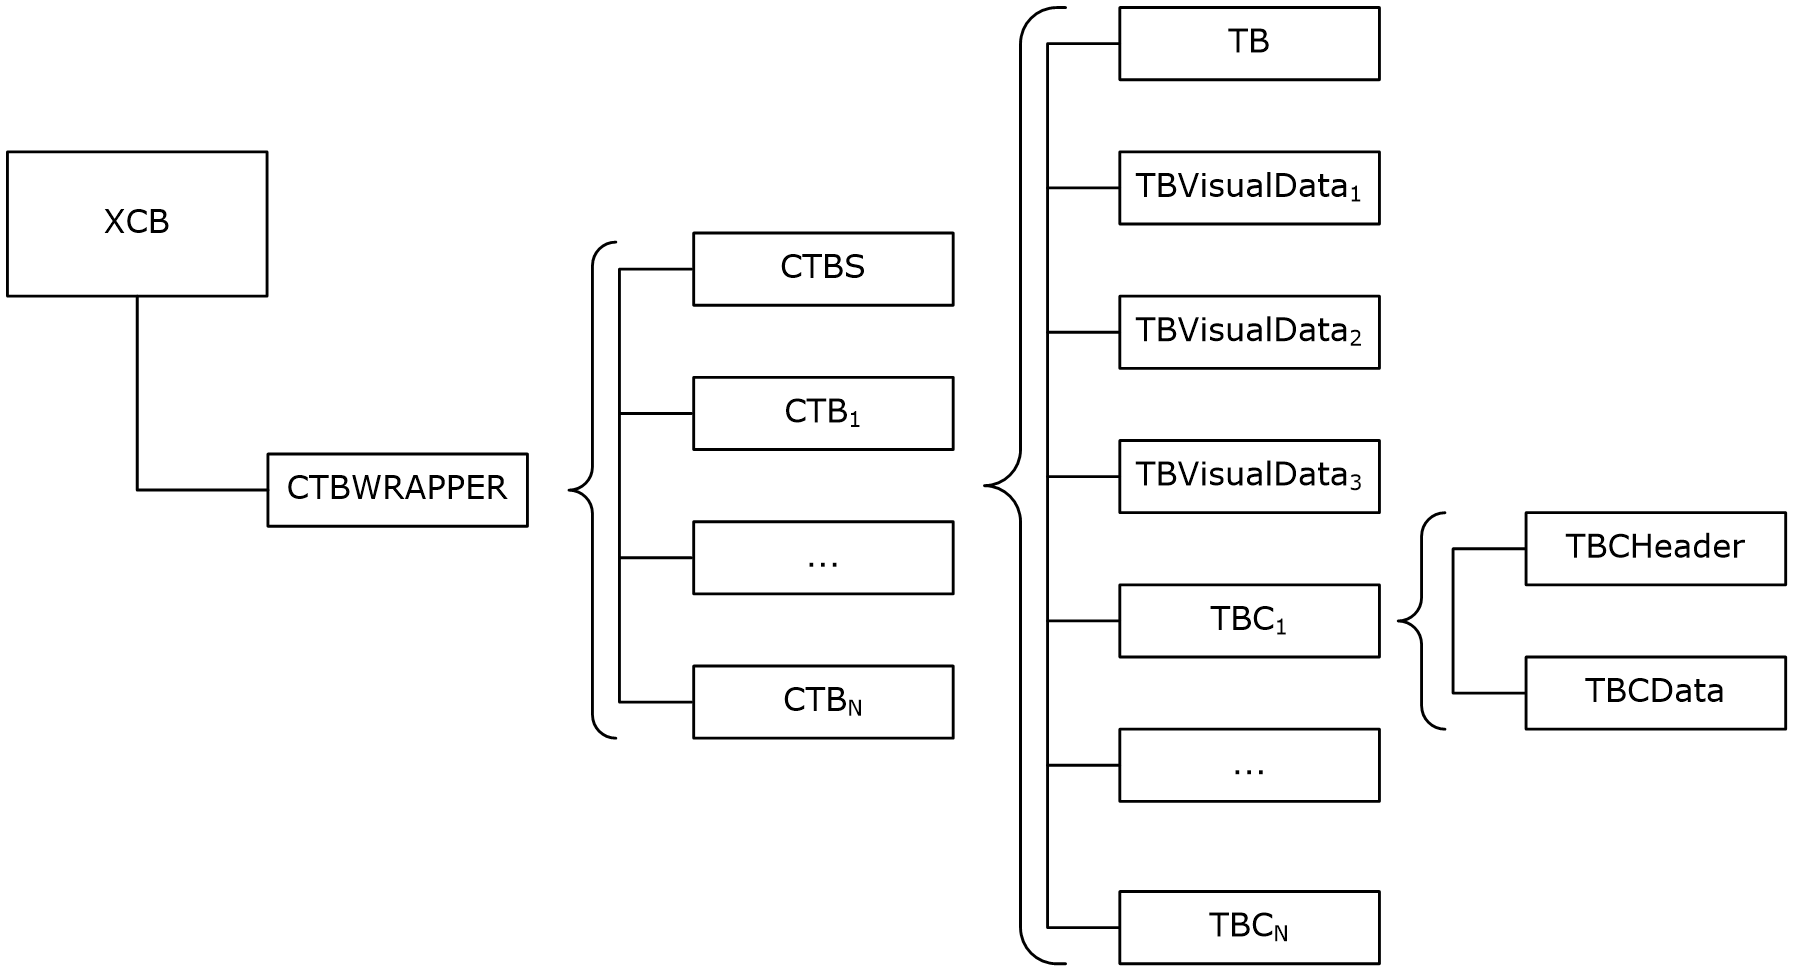 XCB
CTBWRAPPER
CTBS
CTB1
...
CTBN
TB
TBVisualData1
TBVisualData2
TBVisualData3
TBC1
...
TBCN
TBCHeader
TBCData